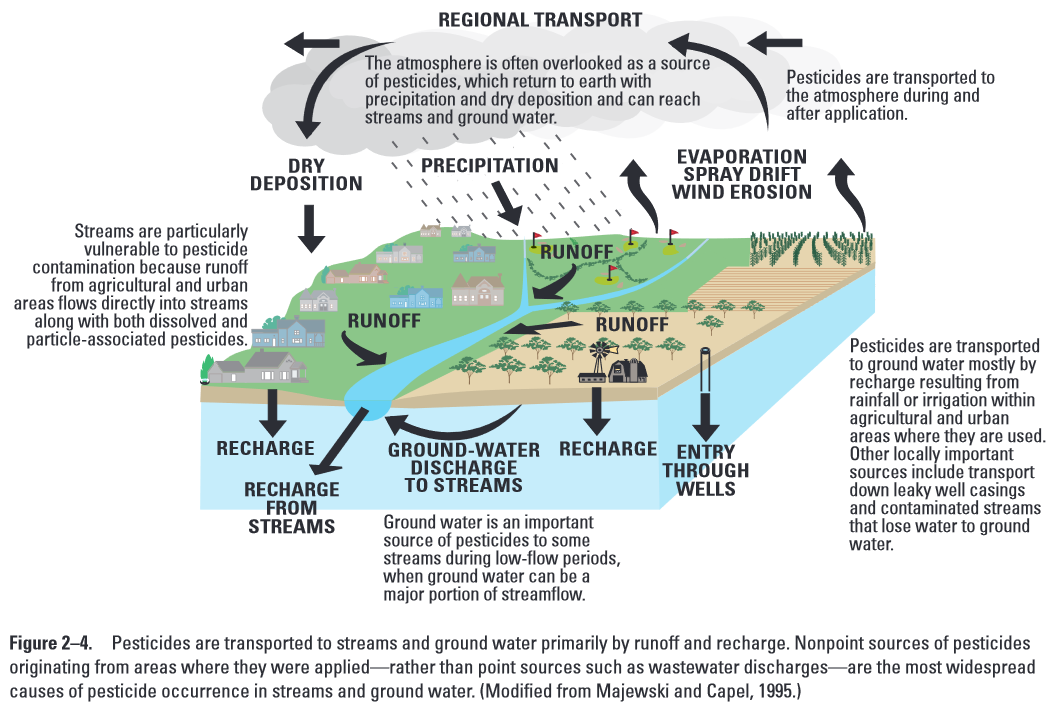 REGIONAL TRANSPORT
The atmosphere is often overlooked as a source
of pesticides, which return to earth with
precipitation and dry deposition and can reach
streams and ground water.
Pesticides are transported to
the atmosphere during and
after application.
DRY
DEPOSITION
PRECIPITATION
EVAPORATION
SPRAY DRIFT
WIND EROSION
Streams are particularly
vulnerable to pesticide
contamination because runoff
from agricultural and urban
areas flows directly into streams
along with both dissolved and
particle-associated pesticides.
RUNOFF
RUNOFF
RUNOFF
Pesticides are transported
to ground water mostly by
recharge resulting from
rainfall or irrigation within
agricultural and urban
areas where they are used.
Other locally important
sources include transport
down leaky well casings
and contaminated streams
that lose water to ground
water.
RECHARGE
RECHARGE
FROM
STREAMS
GROUND-WATER
DISCHARGE
TO STREAMS
RECHARGE
ENTRY
THROUGH
WELLS
Ground water is an important
source of pesticides to some
streams during low-flow periods,
when ground water can be a
major portion of streamflow.
Figure 2–4. Pesticides are transported to streams and ground water primarily by runoff and recharge. Nonpoint sources of pesticides
originating from areas where they were applied—rather than point sources such as wastewater discharges—are the most widespread
causes of pesticide occurrence in streams and ground water. (Modified from Majewski and Capel, 1995.)